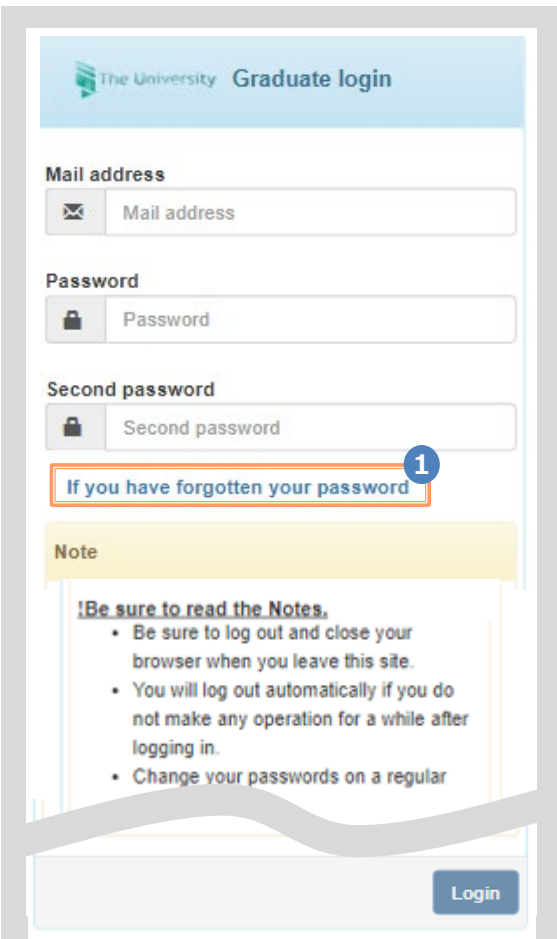 The University Graduate login
Mail address
Mail address
Password
Password
Second password
Second password
1
If you have forgotten your password
Note
!Be sure to read the Notes.
• Be sure to log out and close your
browser when you leave this site.
• You will log out automatically if you do
not make any operation for a while after
logging in.
• Change your passwords on a regular
Login